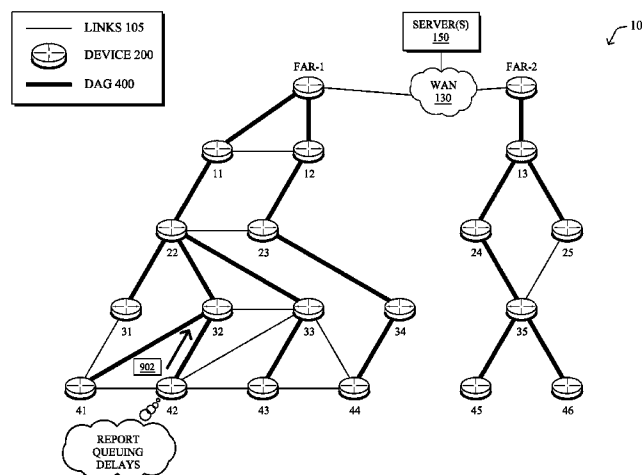 LINKS 105
DEVICE 200
DAG 400
SERVER(S)
150
10
FAR-1
WAN
130
FAR-2
11
12
13
22
23
24
25
31
32
33
34
35
902
41
42
43
44
45
46
REPORT
QUEUING
DELAYS